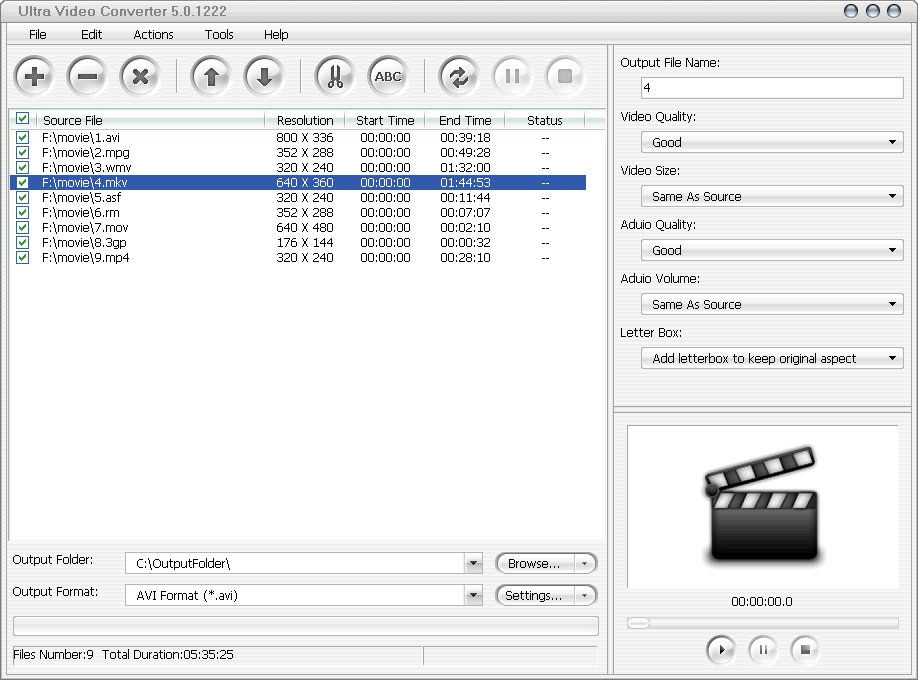 Ultra Video Converter 5.0.1222
File Edit Actions Tools Help
ABC
Source File Resolution Start Time End Time Status
F:\movie\1.avi 800 X 336 00:00:00 00:39:18 --
F:\movie\2.mpg 352 X 288 00:00:00 00:49:28 --
F:\movie\3.wmv 320 X 240 00:00:00 01:32:00 --
F:\movie\4.mkv 640 X 360 00:00:00 01:44:53 --
F:\movie\5.asf 320 X 240 00:00:00 00:11:44 --
F:\movie\6.rm 352 X 288 00:00:00 00:07:07 --
F:\movie\7.mov 640 X 480 00:00:00 00:02:10 --
F:\movie\8.3gp 176 X 144 00:00:00 00:00:32 --
F:\movie\9.mp4 320 X 240 00:00:00 00:28:10 --
Output Folder: C:\OutputFolder\ Browse...
Output Format: AVI Format (*.avi) Settings...
Files Number:9 Total Duration:05:35:25
Output File Name:
4
Video Quality:
Good
Video Size:
Same As Source
Aduio Quality:
Good
Aduio Volume:
Same As Source
Letter Box:
Add letterbox to keep original aspect
00:00:00.0